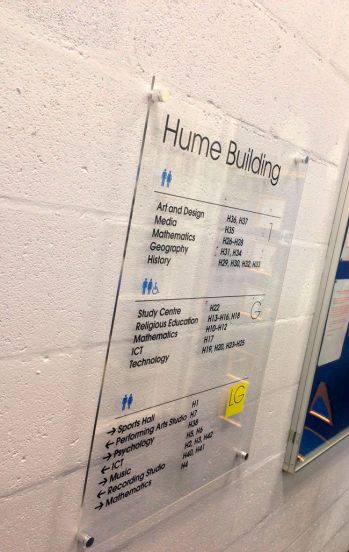 Hume Building
1
Art and Design H36, H37
Media H35
Mathematics H26-H28
Geography H31, H34
History H29, H30, H32, H33
G
Study Centre H22
Religious Education H13-H16, H18
Mathematics H10-H12
ICT H17
Technology H19, H20, H23-H25
LG
→ Sports Hall H1
← Performing Arts Studio H7
→ Psychology H38
← ICT H5, H6
→ Music H2, H3, H42
← Recording Studio H40, H41
→ Mathematics H4